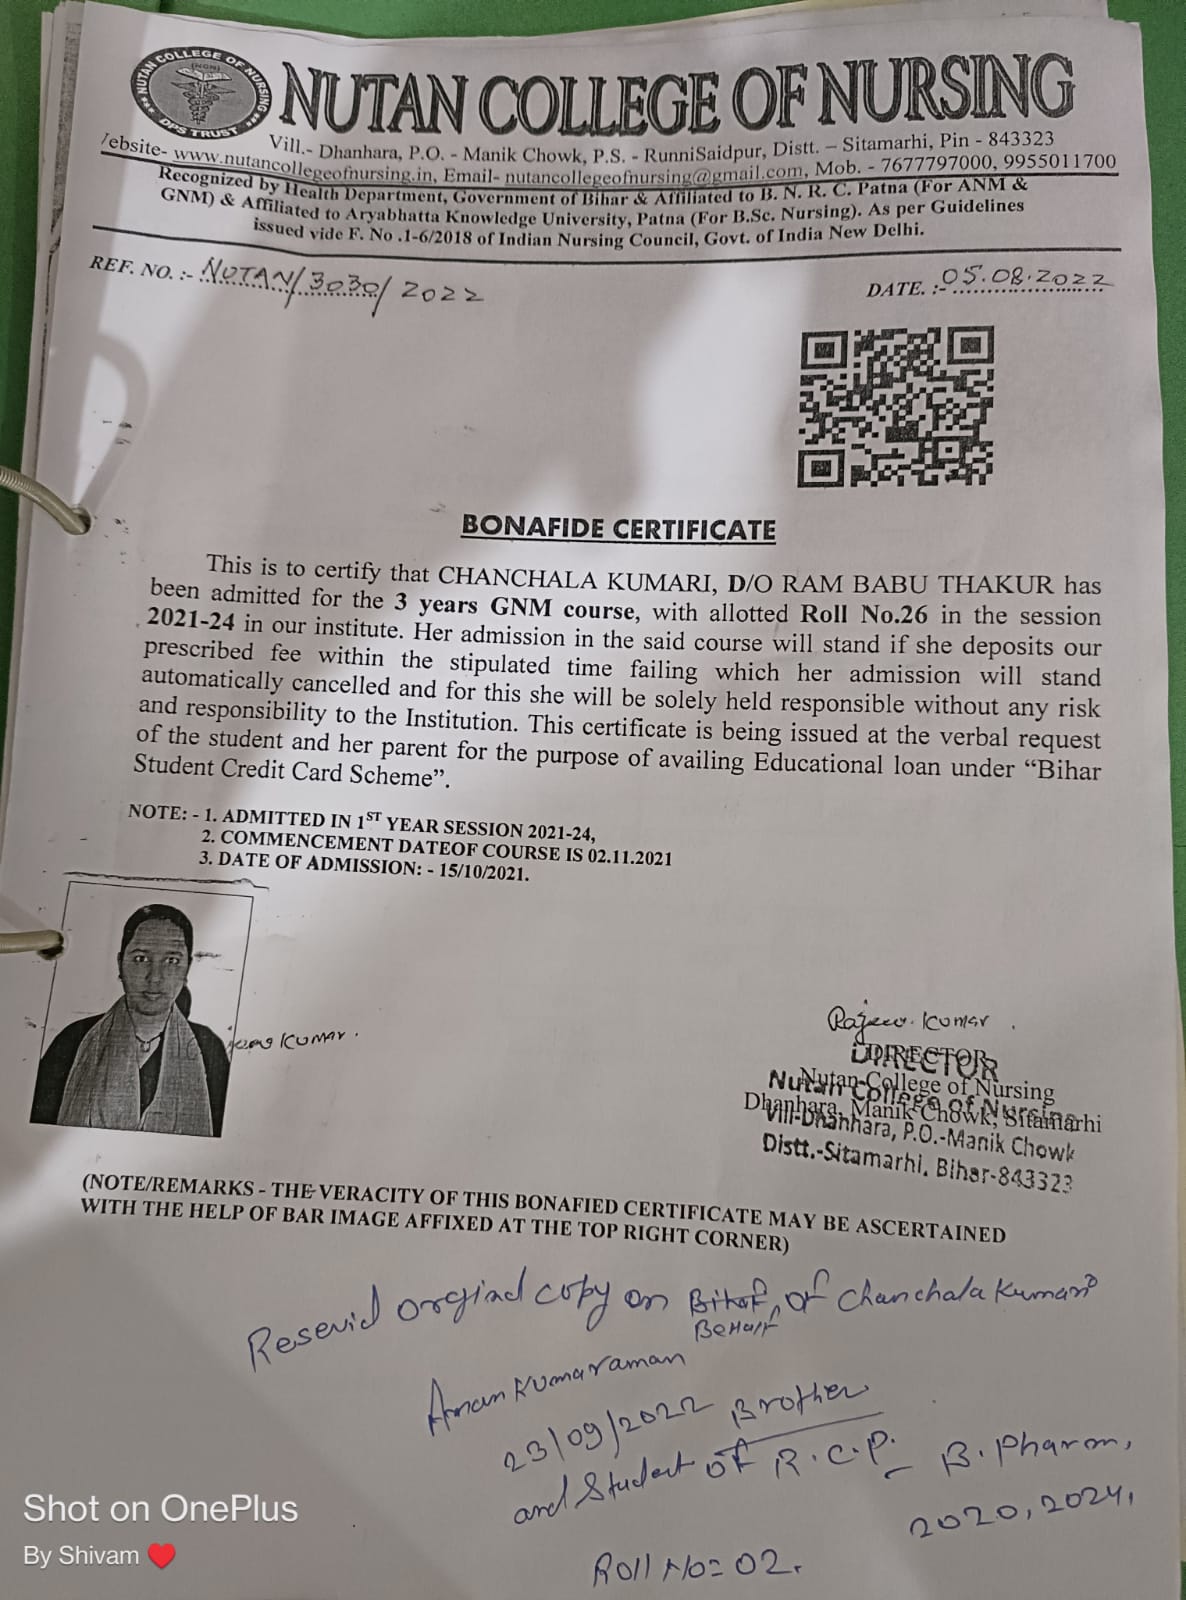 NUTAN COLLEGE OF NURSING
(NCN)
DPS TRUST
NUTAN COLLEGE OF NURSING
Vill.- Dhanhara, P.O. - Manik Chowk, P.S. - RunniSaidpur, Distt. – Sitamarhi, Pin - 843323
ebsite- www.nutancollegeofnursing.in, Email- nutancollegeofnursing@gmail.com, Mob. - 7677797000, 9955011700
Recognized by Health Department, Government of Bihar & Affiliated to B. N. R. C. Patna (For ANM &
GNM) & Affiliated to Aryabhatta Knowledge University, Patna (For B.Sc. Nursing). As per Guidelines
issued vide F. No .1-6/2018 of Indian Nursing Council, Govt. of India New Delhi.
REF. NO. :- NUTAN/3030/2022
DATE. :- 05.08.2022
BONAFIDE CERTIFICATE
This is to certify that CHANCHALA KUMARI, D/O RAM BABU THAKUR has
been admitted for the 3 years GNM course, with allotted Roll No.26 in the session
2021-24 in our institute. Her admission in the said course will stand if she deposits our
prescribed fee within the stipulated time failing which her admission will stand
automatically cancelled and for this she will be solely held responsible without any risk
and responsibility to the Institution. This certificate is being issued at the verbal request
of the student and her parent for the purpose of availing Educational loan under “Bihar
Student Credit Card Scheme”.
NOTE: - 1. ADMITTED IN 1ST YEAR SESSION 2021-24,
2. COMMENCEMENT DATEOF COURSE IS 02.11.2021
3. DATE OF ADMISSION: - 15/10/2021.
Kumar.
Rajeev Kumar.
DIRECTOR
Nutan College of Nursing
Nutan College of Nursing
Dhanhara, Manik Chowk, Sitamarhi
Vill-Dhanhara, P.O.-Manik Chowk
Distt.-Sitamarhi, Bihar-843323
(NOTE/REMARKS - THE VERACITY OF THIS BONAFIED CERTIFICATE MAY BE ASCERTAINED
WITH THE HELP OF BAR IMAGE AFFIXED AT THE TOP RIGHT CORNER)
Resevid orginal copy on of Chanchala Kumari
Behalf
Aman Kumar aman
23/09/2022 Brother
and Student of R.C.P. - B. Pharm,
2020, 2024,
Roll No= 02.
Shot on OnePlus
By Shivam ❤️